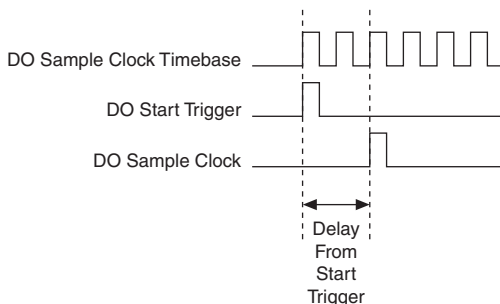 DO Sample Clock Timebase
DO Start Trigger
DO Sample Clock
Delay
From
Start
Trigger